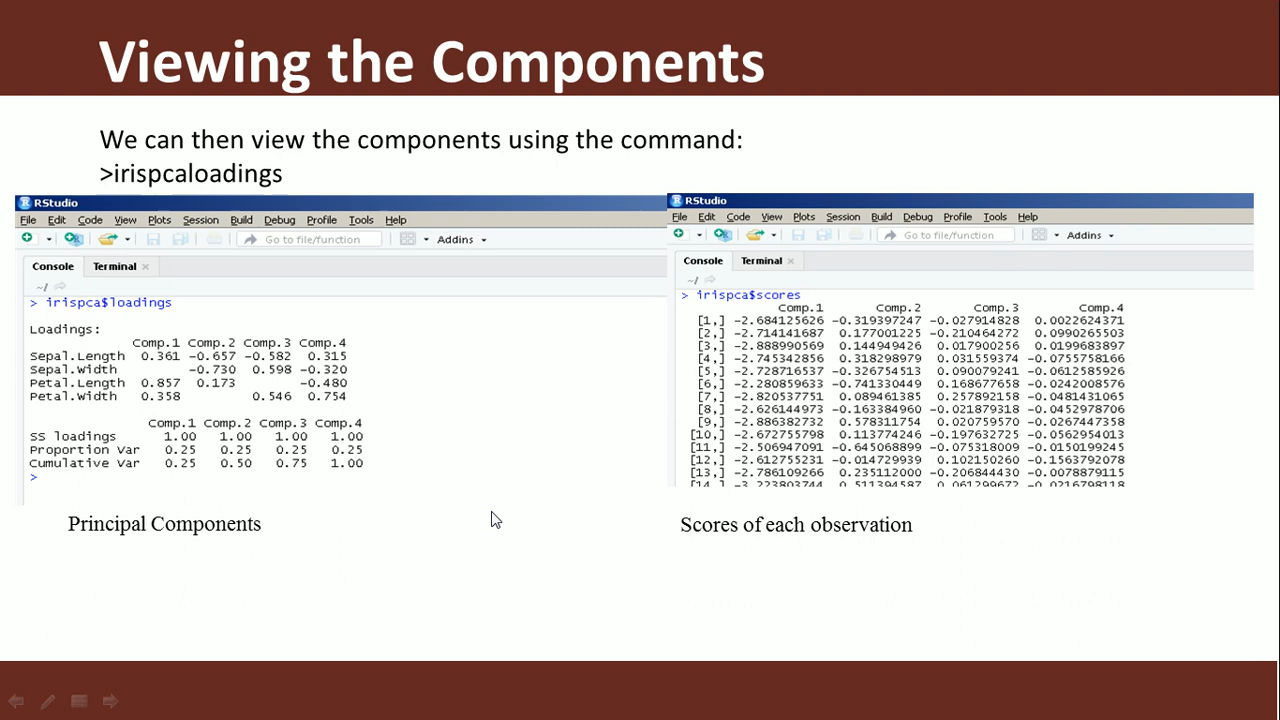 Viewing the Components
We can then view the components using the command:
>irispcaloadings
RStudio
File Edit Code View Plots Session Build Debug Profile Tools Help
Go to file/function Addins
Console Terminal
~/
> irispca$loadings
Loadings:
Comp.1 Comp.2 Comp.3 Comp.4
Sepal.Length 0.361 -0.657 -0.582 0.315
Sepal.Width -0.730 0.598 -0.320
Petal.Length 0.857 0.173 -0.480
Petal.Width 0.358 0.546 0.754
Comp.1 Comp.2 Comp.3 Comp.4
SS loadings 1.00 1.00 1.00 1.00
Proportion Var 0.25 0.25 0.25 0.25
Cumulative Var 0.25 0.50 0.75 1.00
>
Principal Components
RStudio
File Edit Code View Plots Session Build Debug Profile Tools Help
Go to file/function Addins
Console Terminal
~/
> irispca$scores
Comp.1 Comp.2 Comp.3 Comp.4
[1,] -2.684125626 -0.319397247 -0.027914828 0.0022624371
[2,] -2.714141687 0.177001225 -0.210464272 0.0990265503
[3,] -2.888990569 0.144949426 0.017900256 0.0199683897
[4,] -2.745342856 0.318298979 0.031559374 -0.0755758166
[5,] -2.728716537 -0.326754513 0.090079241 -0.0612585926
[6,] -2.280859633 -0.741330449 0.168677658 -0.0242008576
[7,] -2.820537751 0.089461385 0.257892158 -0.0481431065
[8,] -2.626144973 -0.163384960 -0.021879318 -0.0452978706
[9,] -2.886382732 0.578311754 0.020759570 -0.0267447358
[10,] -2.672755798 0.113774246 -0.197632725 -0.0562954013
[11,] -2.506947091 -0.645068899 -0.075318009 -0.0150199245
[12,] -2.612755231 -0.014729939 0.102150260 -0.1563792078
[13,] -2.786109266 0.235112000 -0.206844430 -0.0078879115
[14,] -3.223803744 0.511394587 0.061299672 -0.0216798118
Scores of each observation